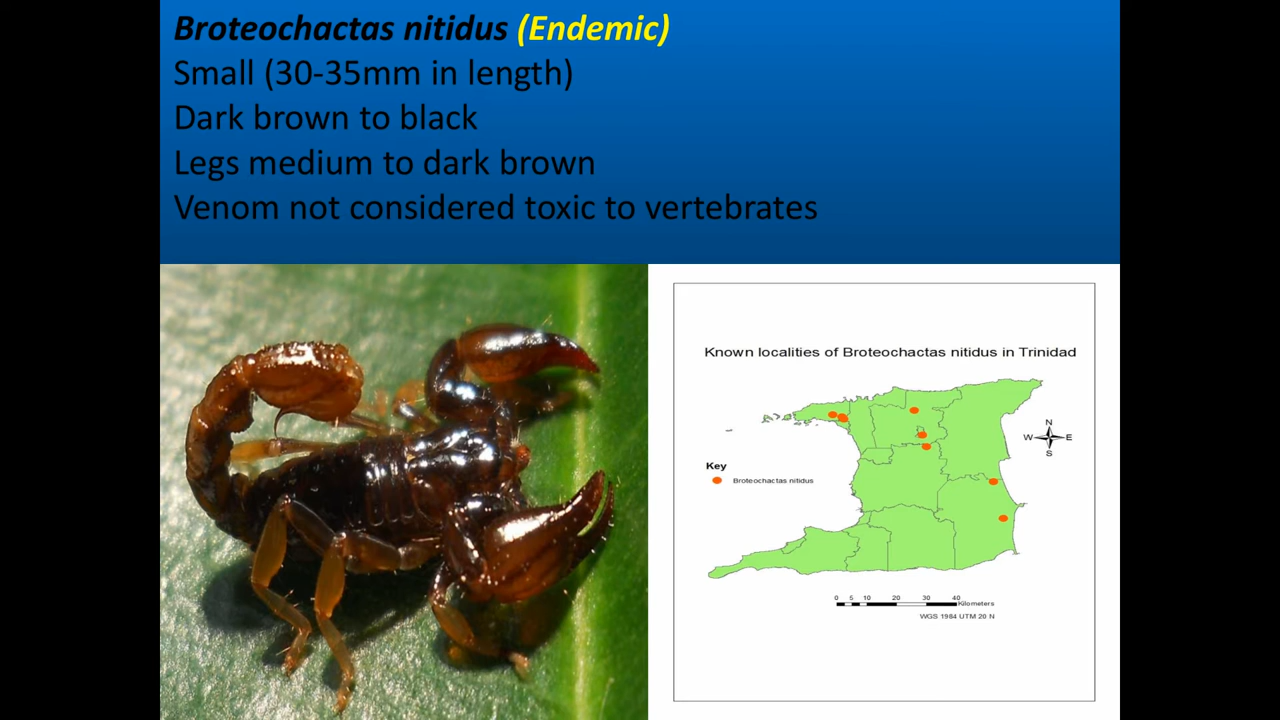 Broteochactas nitidus (Endemic)
Small (30-35mm in length)
Dark brown to black
Legs medium to dark brown
Venom not considered toxic to vertebrates
Known localities of Broteochactas nitidus in Trinidad
N
W E
S
Key
Broteochactas nitidus
0 5 10 20 30 40
Kilometers
WGS 1984 UTM 20 N